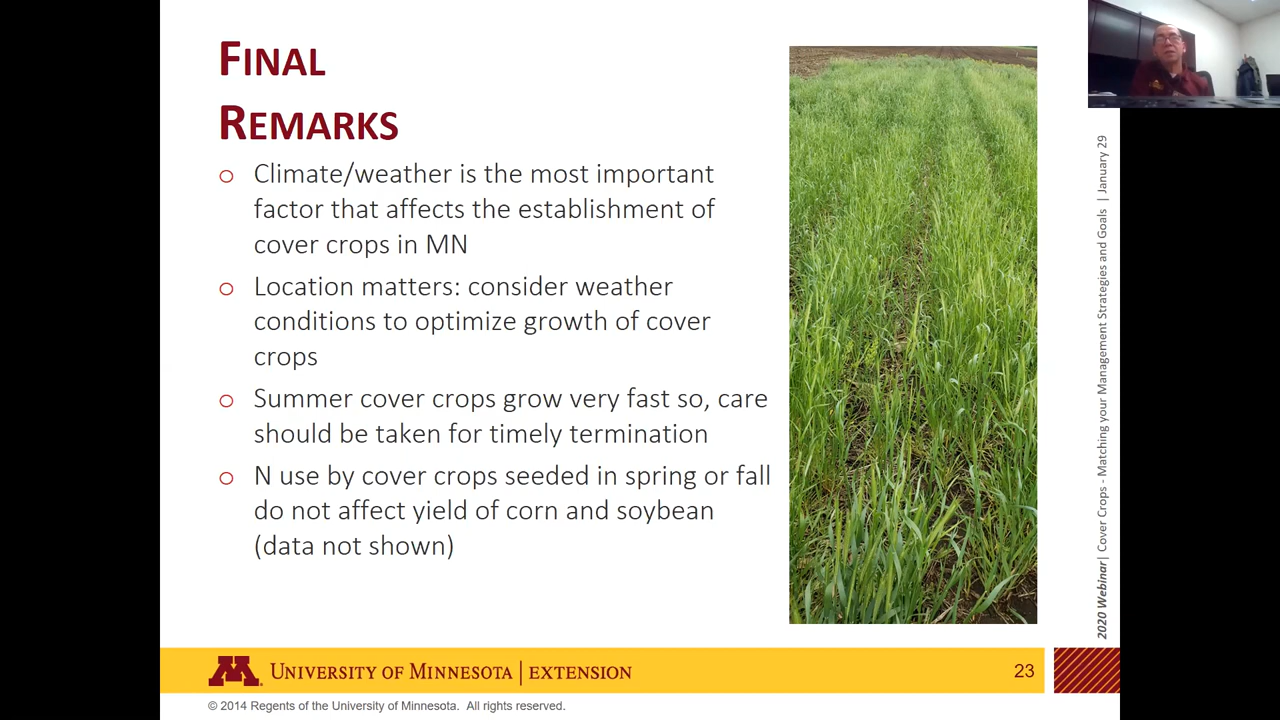 FINAL
REMARKS
Climate/weather is the most important
factor that affects the establishment of
cover crops in MN
Location matters: consider weather
conditions to optimize growth of cover
crops
Summer cover crops grow very fast so, care
should be taken for timely termination
N use by cover crops seeded in spring or fall
do not affect yield of corn and soybean
(data not shown)
2020 Webinar| Cover Crops - Matching your Management Strategies and Goals | January 29
M UNIVERSITY OF MINNESOTA | EXTENSION
23
© 2014 Regents of the University of Minnesota. All rights reserved.